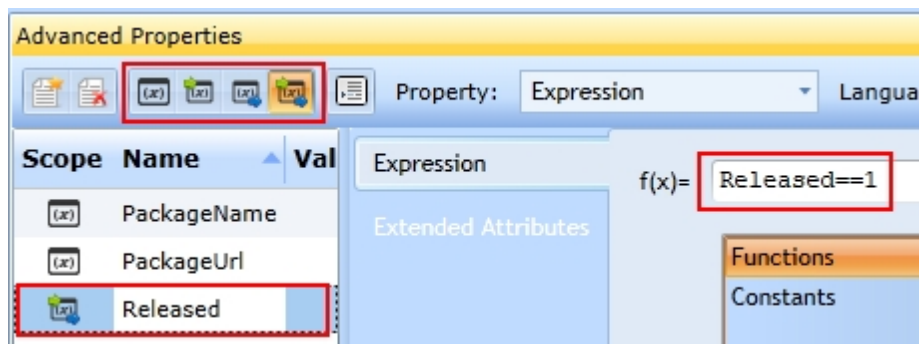 Advanced Properties
Property: Expression Langua
Scope Name Val
PackageName
PackageUrl
Released
Expression
Extended Attributes
f(x)= Released==1
Functions
Constants